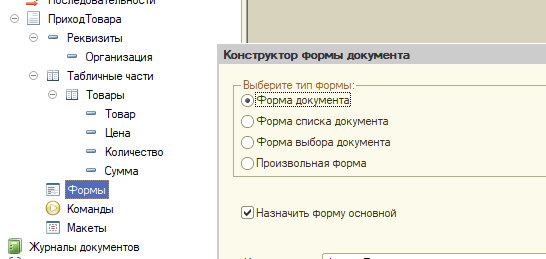 Последовательности
ПриходТовара
Реквизиты
Организация
Табличные части
Товары
Товар
Цена
Количество
Сумма
Формы
Команды
Макеты
Журналы документов
Конструктор формы документа
Выберите тип формы:
Форма документа
Форма списка документа
Форма выбора документа
Произвольная форма
Назначить форму основной